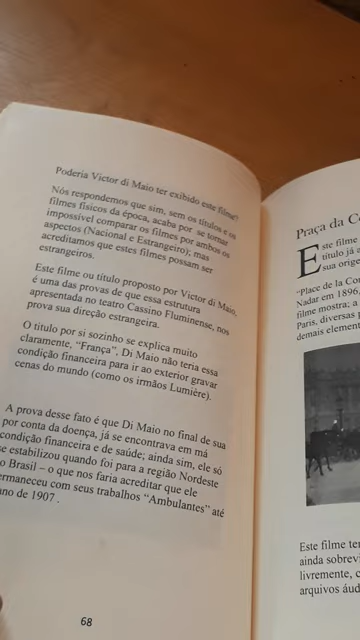 Poderia Victor di Maio ter exibido este filme?
Nós respondemos que sim, sem os títulos e os
filmes físicos da época, acaba por se tornar
impossível comparar os filmes por ambos os
aspectos (Nacional e Estrangeiro); mas
acreditamos que estes filmes possam ser
estrangeiros.
Este filme ou título proposto por Victor di Maio,
é uma das provas de que essa estrutura
apresentada no teatro Cassino Fluminense, nos
prova sua direção estrangeira.
O título por si sozinho se explica muito
claramente, “França”, Di Maio não teria essa
condição financeira para ir ao exterior gravar
cenas do mundo (como os irmãos Lumière).
A prova desse fato é que Di Maio no final de sua
por conta da doença, já se encontrava em má
condição financeira e de saúde; ainda sim, ele só
se estabilizou quando foi para a região Nordeste
o Brasil – o que nos faria acreditar que ele
ermaneceu com seus trabalhos “Ambulantes” até
ano de 1907 .
68
Praça da Co
Este filme
título já a
sua orige
“Place de la Con
Nadar em 1896,
filme mostra; a
Paris, diversas p
demais element
Este filme ter
ainda sobrevi
livremente, c
arquivos áud